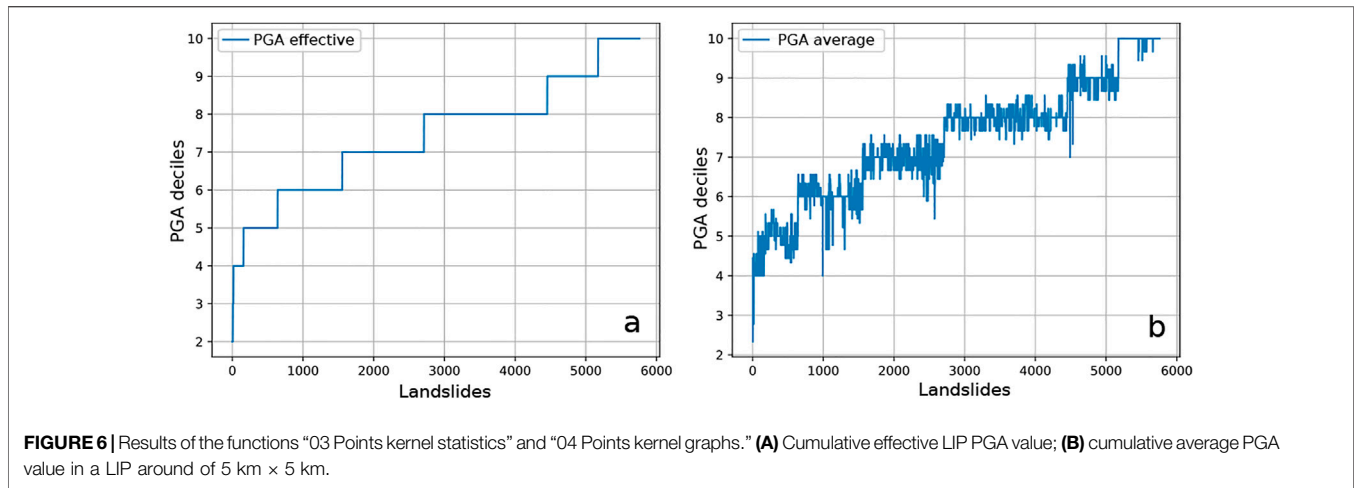 PGA effective
10
9
8
7
6
5
4
3
2
PGA deciles
0 1000 2000 3000 4000 5000 6000
Landslides
a
PGA average
10
9
8
7
6
5
4
3
2
PGA deciles
0 1000 2000 3000 4000 5000 6000
Landslides
b
FIGURE 6 | Results of the functions “03 Points kernel statistics” and “04 Points kernel graphs.” (A) Cumulative effective LIP PGA value; (B) cumulative average PGA
value in a LIP around of 5 km × 5 km.